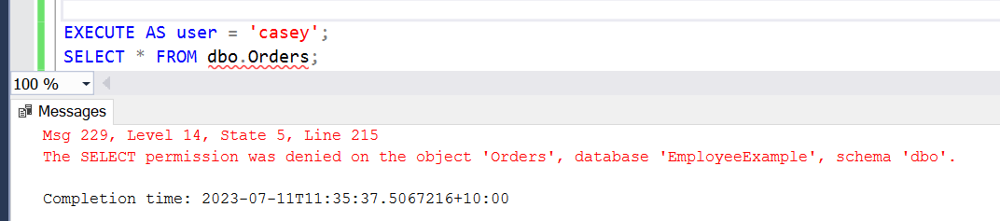 EXECUTE AS user = 'casey';
SELECT * FROM dbo.Orders;
100 %
Messages
Msg 229, Level 14, State 5, Line 215
The SELECT permission was denied on the object 'Orders', database 'EmployeeExample', schema 'dbo'.
Completion time: 2023-07-11T11:35:37.5067216+10:00